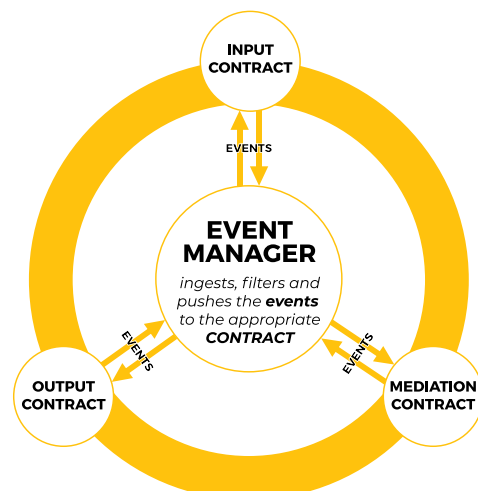 INPUT
CONTRACT
EVENTS
EVENT
MANAGER
ingests, filters and
pushes the events
to the appropriate
CONTRACT
EVENTS
EVENTS
OUTPUT
CONTRACT
MEDIATION
CONTRACT